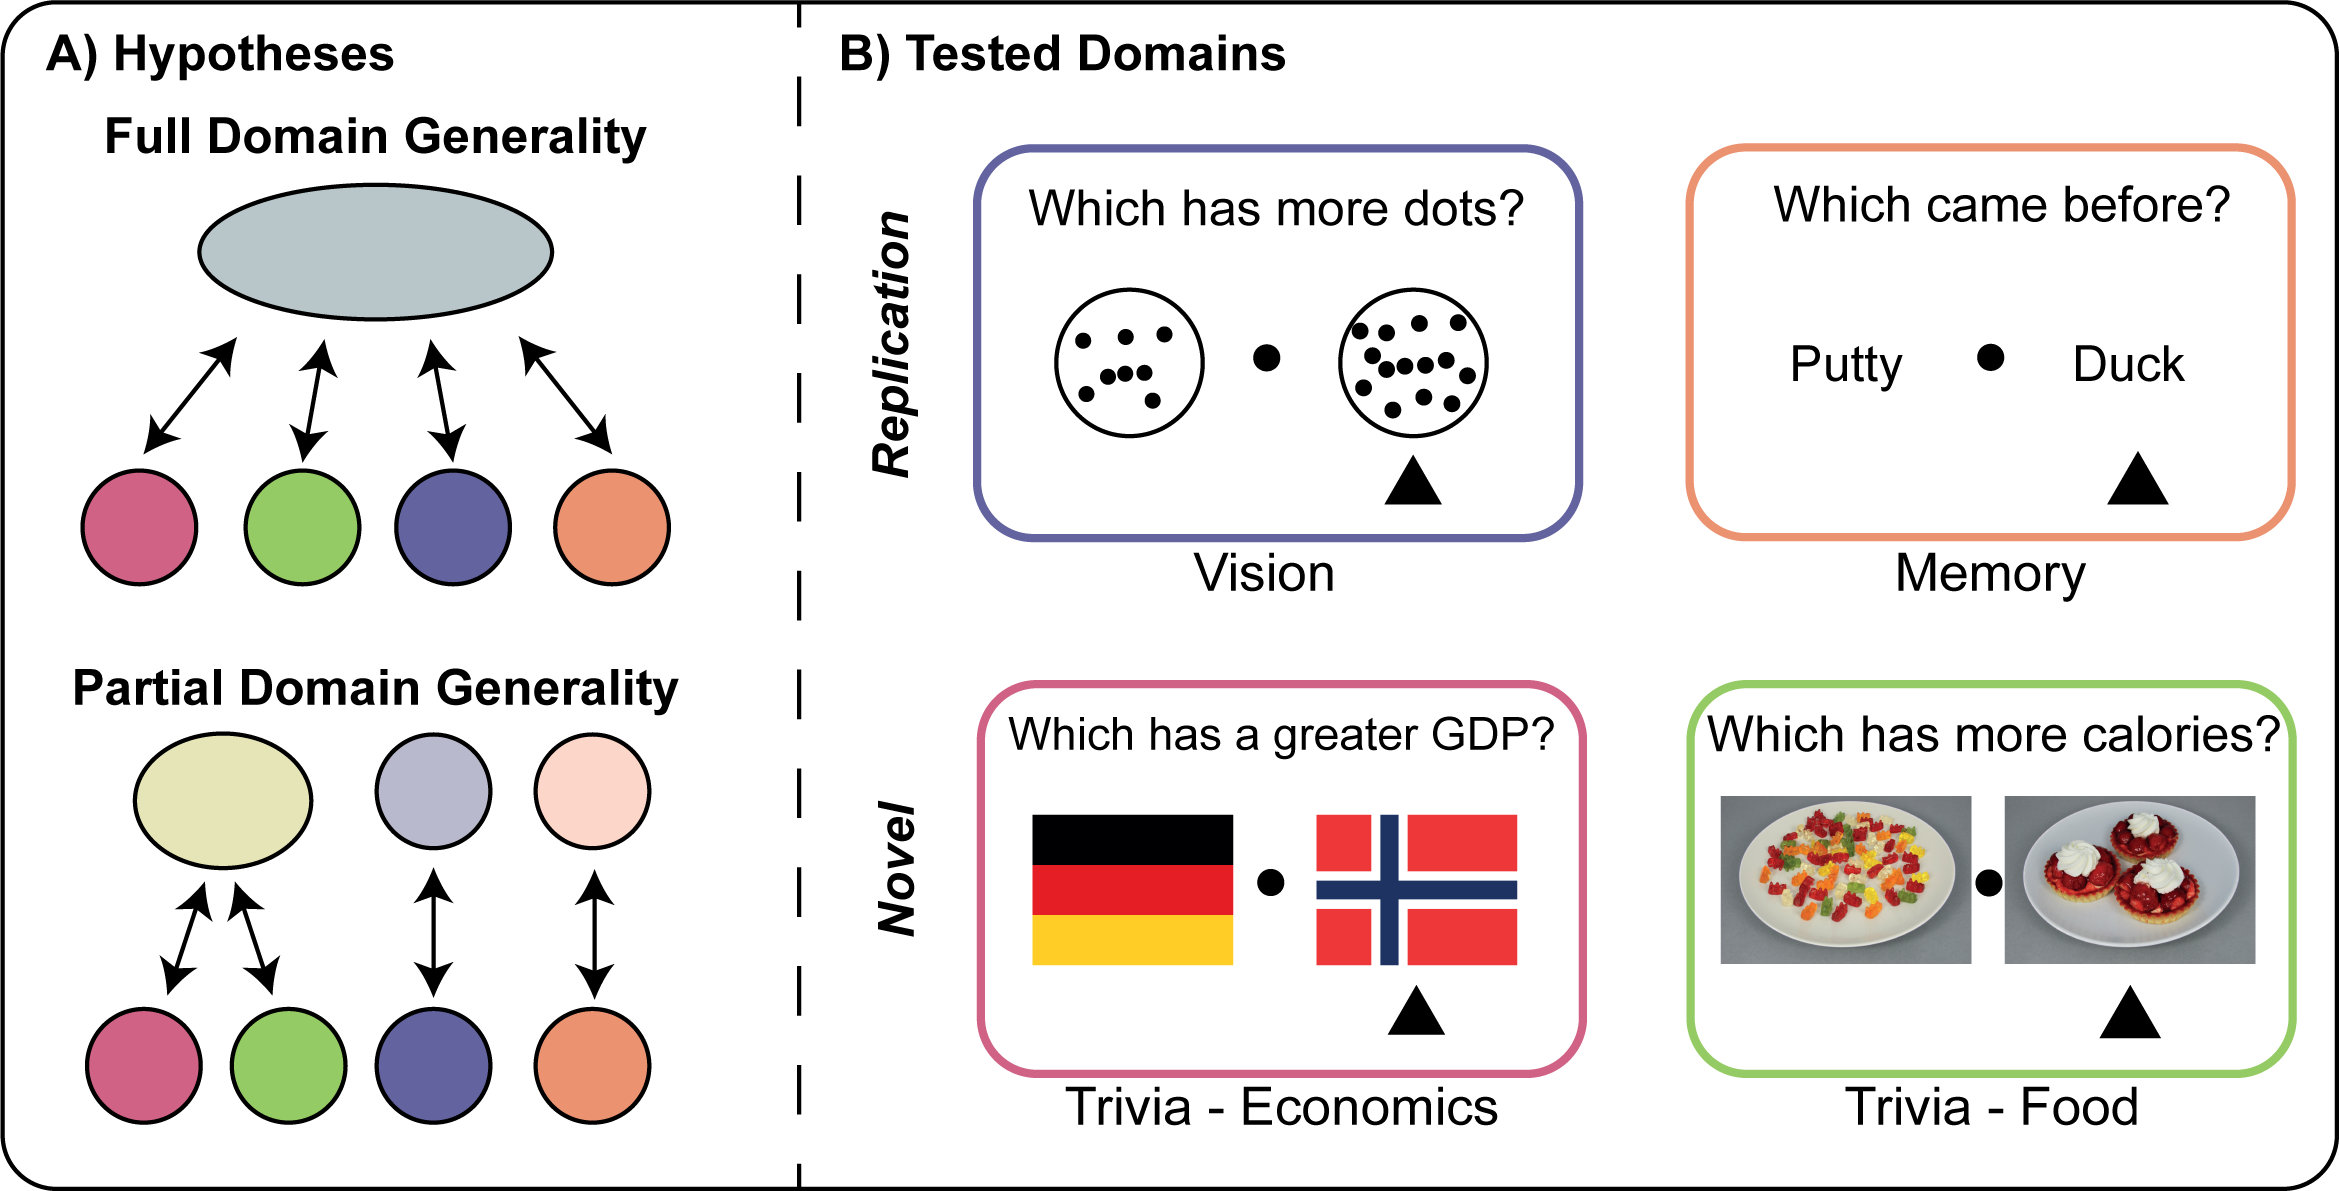 A) Hypotheses
Full Domain Generality
Partial Domain Generality
B) Tested Domains
Replication
Which has more dots?
Vision
Which came before?
Putty
Duck
Memory
Novel
Which has a greater GDP?
Trivia - Economics
Which has more calories?
Trivia - Food